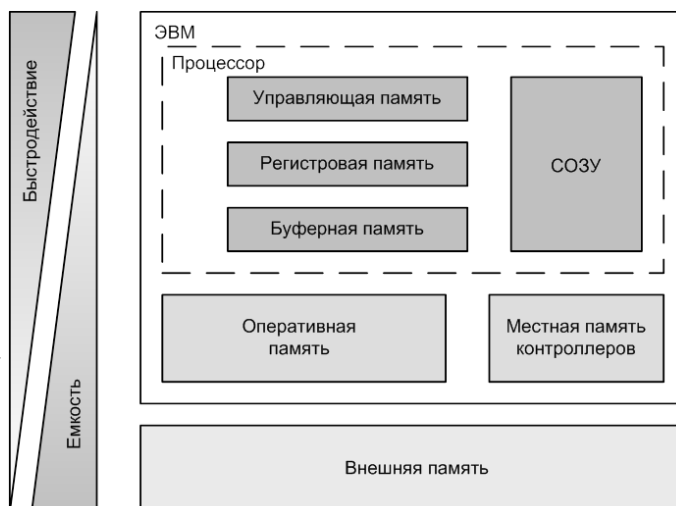 ЭВМ
Процессор
Управляющая память
Регистровая память
Буферная память
СОЗУ
Оперативная
память
Местная память
контроллеров
Внешняя память
Быстродействие
Емкость